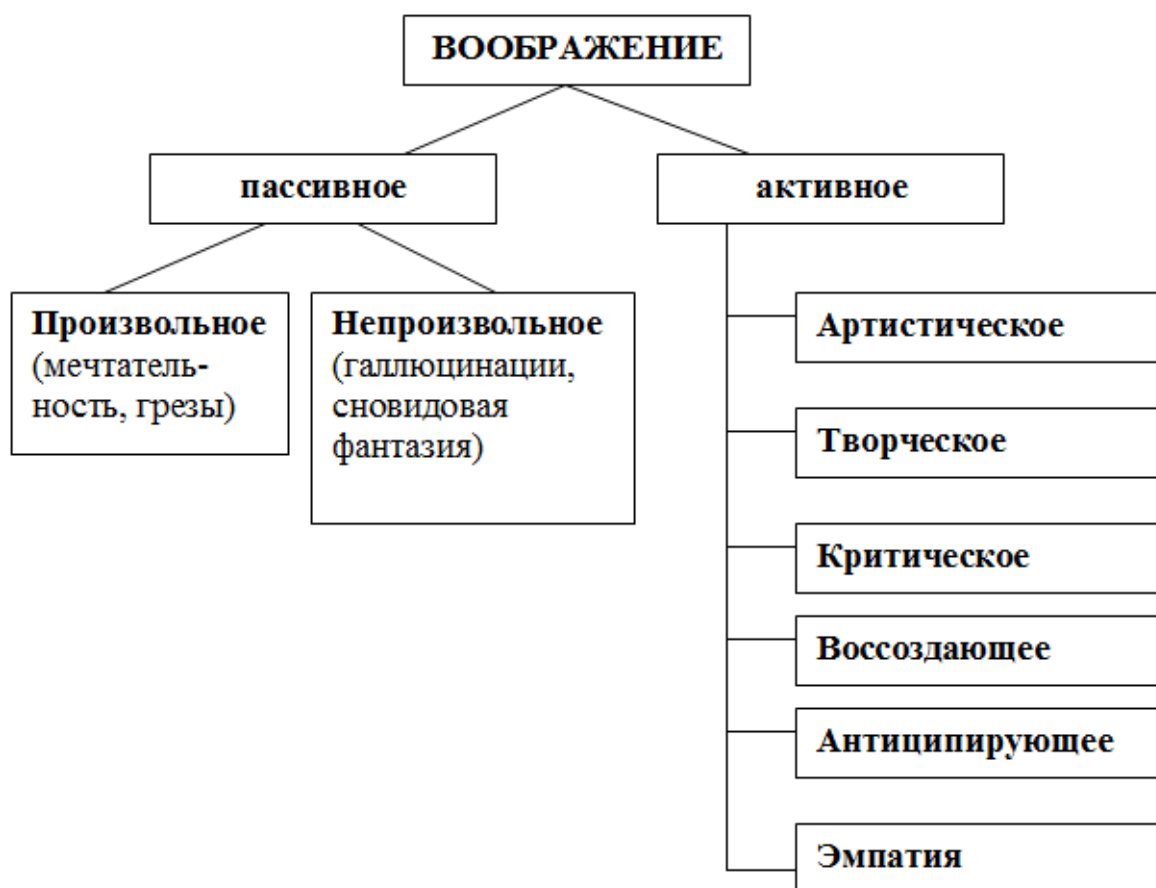 ВООБРАЖЕНИЕ
пассивное
активное
Произвольное
(мечтатель-
ность, грезы)
Непроизвольное
(галлюцинации,
сновидовая
фантазия)
Артистическое
Творческое
Критическое
Воссоздающее
Антиципирующее
Эмпатия